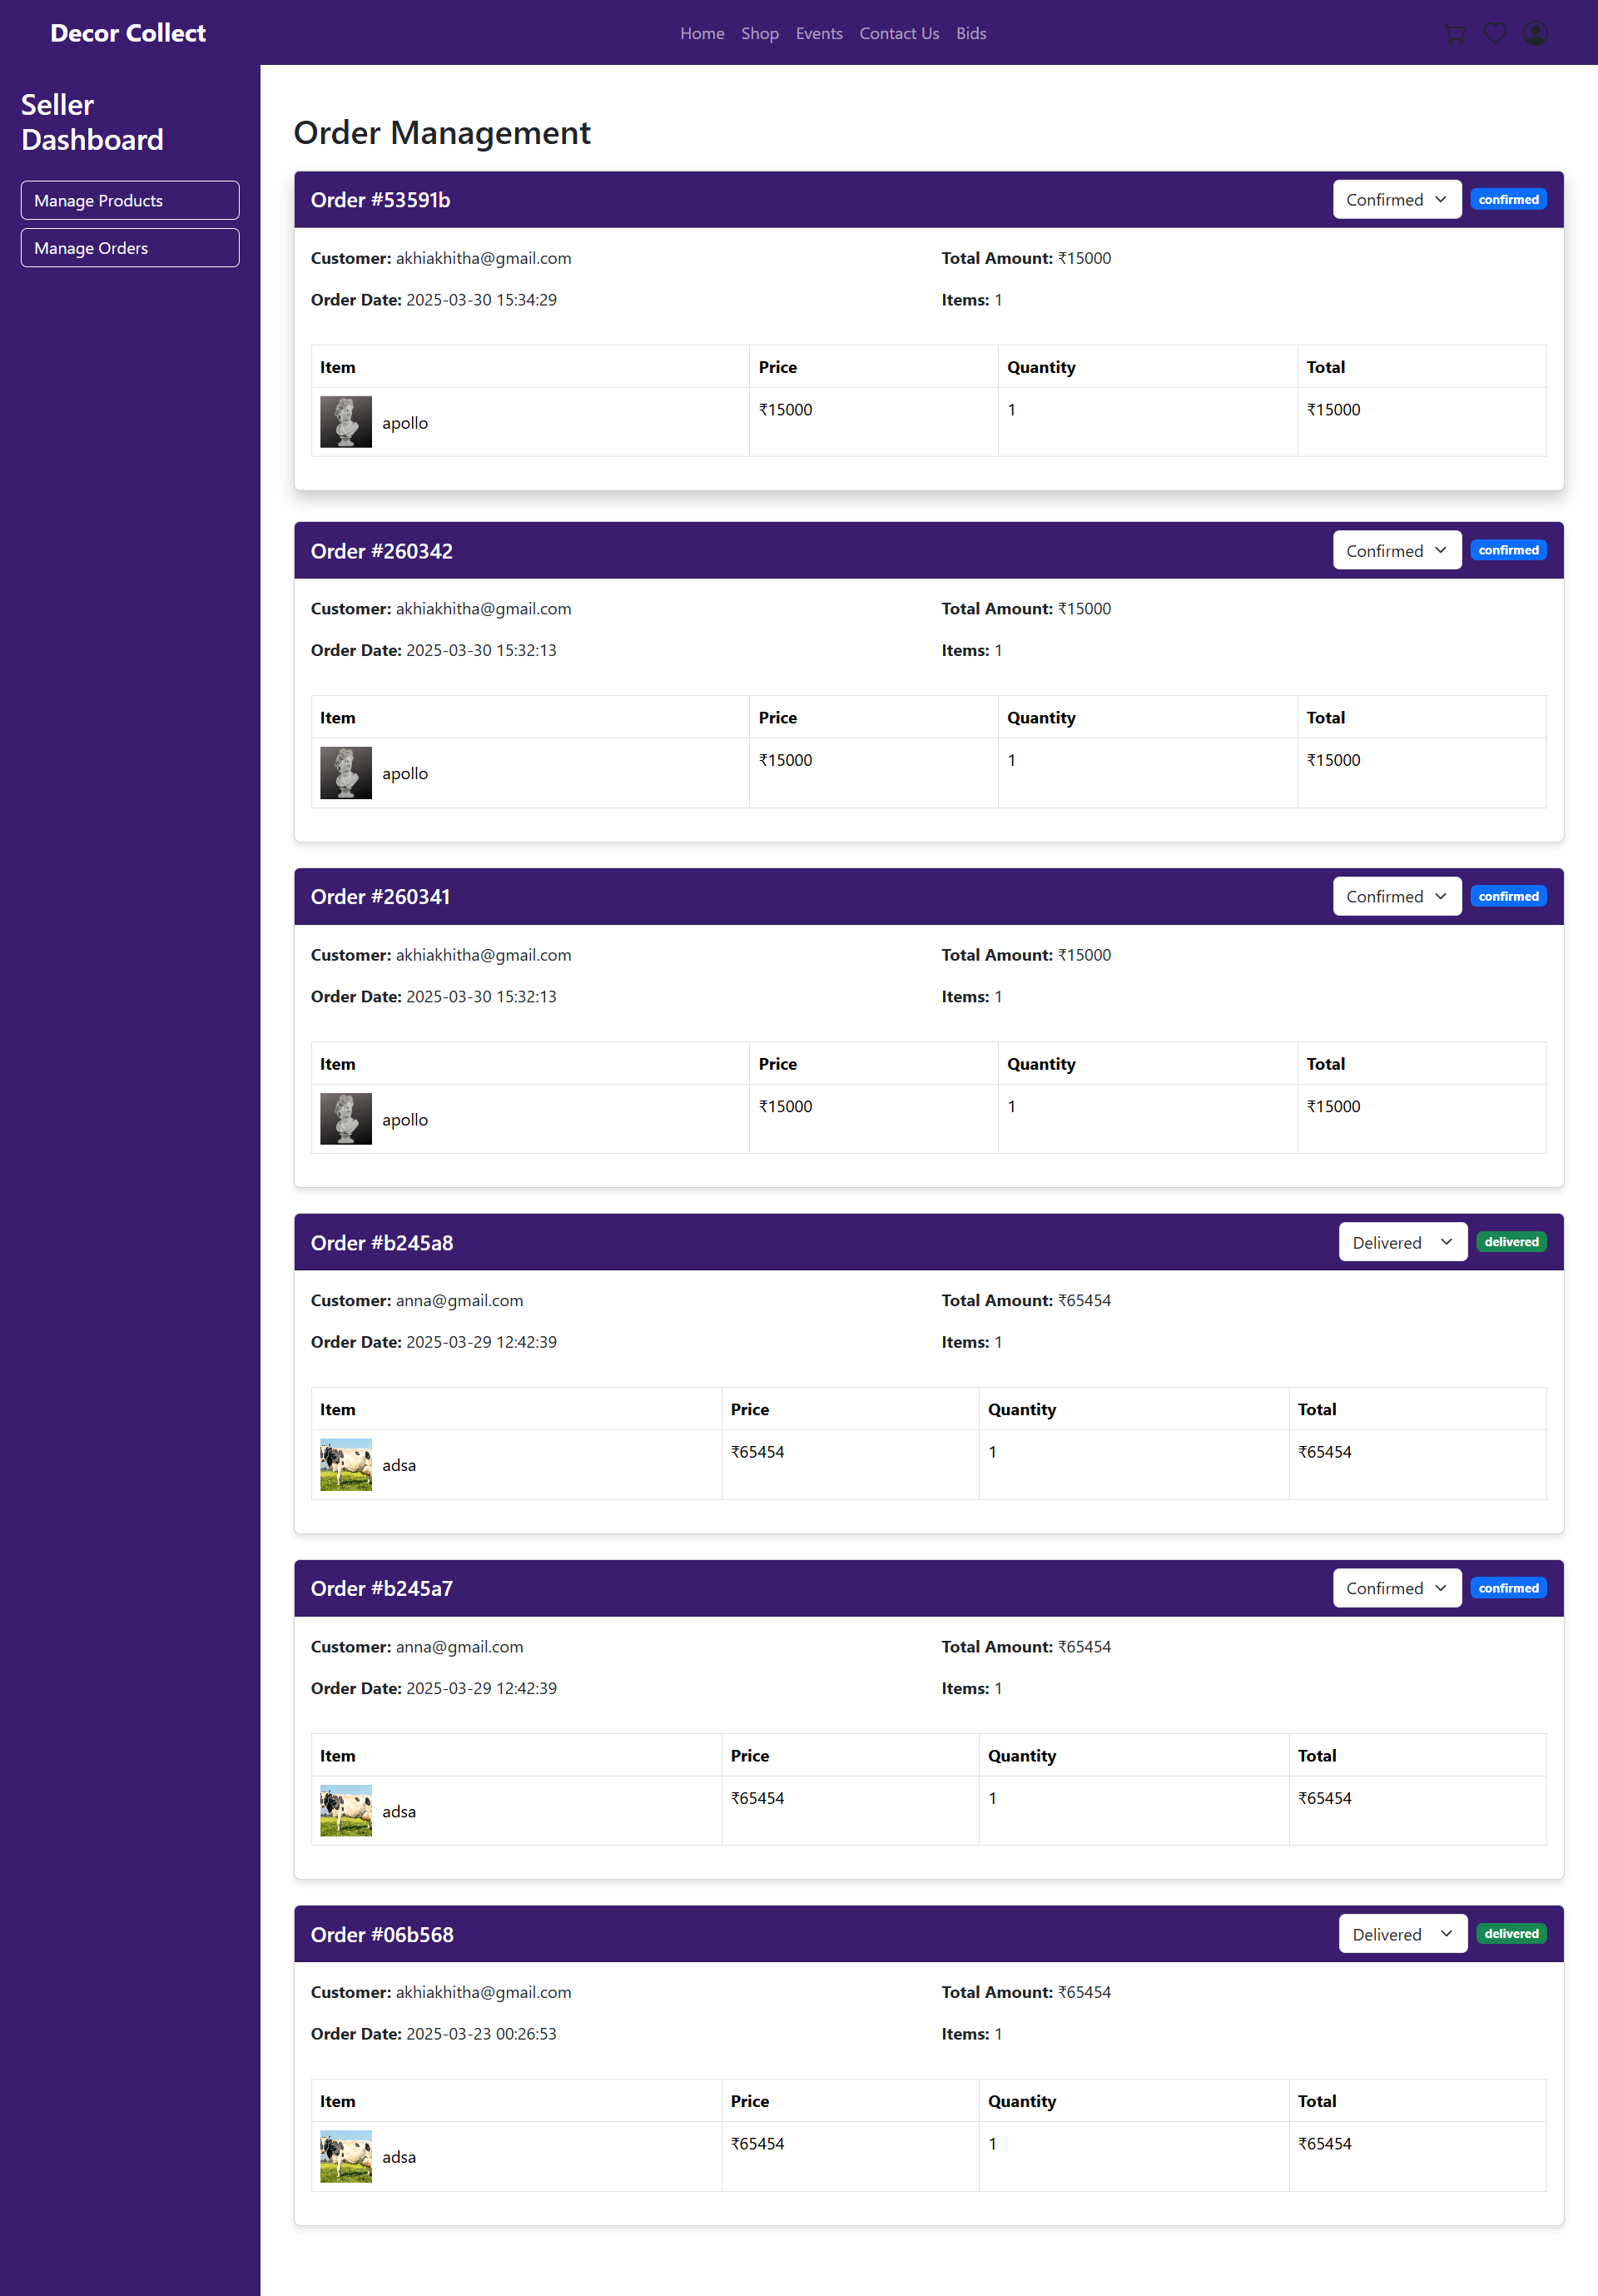 Decor Collect
Home Shop Events Contact Us Bids
Seller
Dashboard
Manage Products
Manage Orders
Order Management
Order #53591b Confirmed confirmed
Customer: akhiakhitha@gmail.com Total Amount: ₹15000
Order Date: 2025-03-30 15:34:29 Items: 1
Item Price Quantity Total
apollo ₹15000 1 ₹15000
Order #260342 Confirmed confirmed
Customer: akhiakhitha@gmail.com Total Amount: ₹15000
Order Date: 2025-03-30 15:32:13 Items: 1
Item Price Quantity Total
apollo ₹15000 1 ₹15000
Order #260341 Confirmed confirmed
Customer: akhiakhitha@gmail.com Total Amount: ₹15000
Order Date: 2025-03-30 15:32:13 Items: 1
Item Price Quantity Total
apollo ₹15000 1 ₹15000
Order #b245a8 Delivered delivered
Customer: anna@gmail.com Total Amount: ₹65454
Order Date: 2025-03-29 12:42:39 Items: 1
Item Price Quantity Total
adsa ₹65454 1 ₹65454
Order #b245a7 Confirmed confirmed
Customer: anna@gmail.com Total Amount: ₹65454
Order Date: 2025-03-29 12:42:39 Items: 1
Item Price Quantity Total
adsa ₹65454 1 ₹65454
Order #06b568 Delivered delivered
Customer: akhiakhitha@gmail.com Total Amount: ₹65454
Order Date: 2025-03-23 00:26:53 Items: 1
Item Price Quantity Total
adsa ₹65454 1 ₹65454